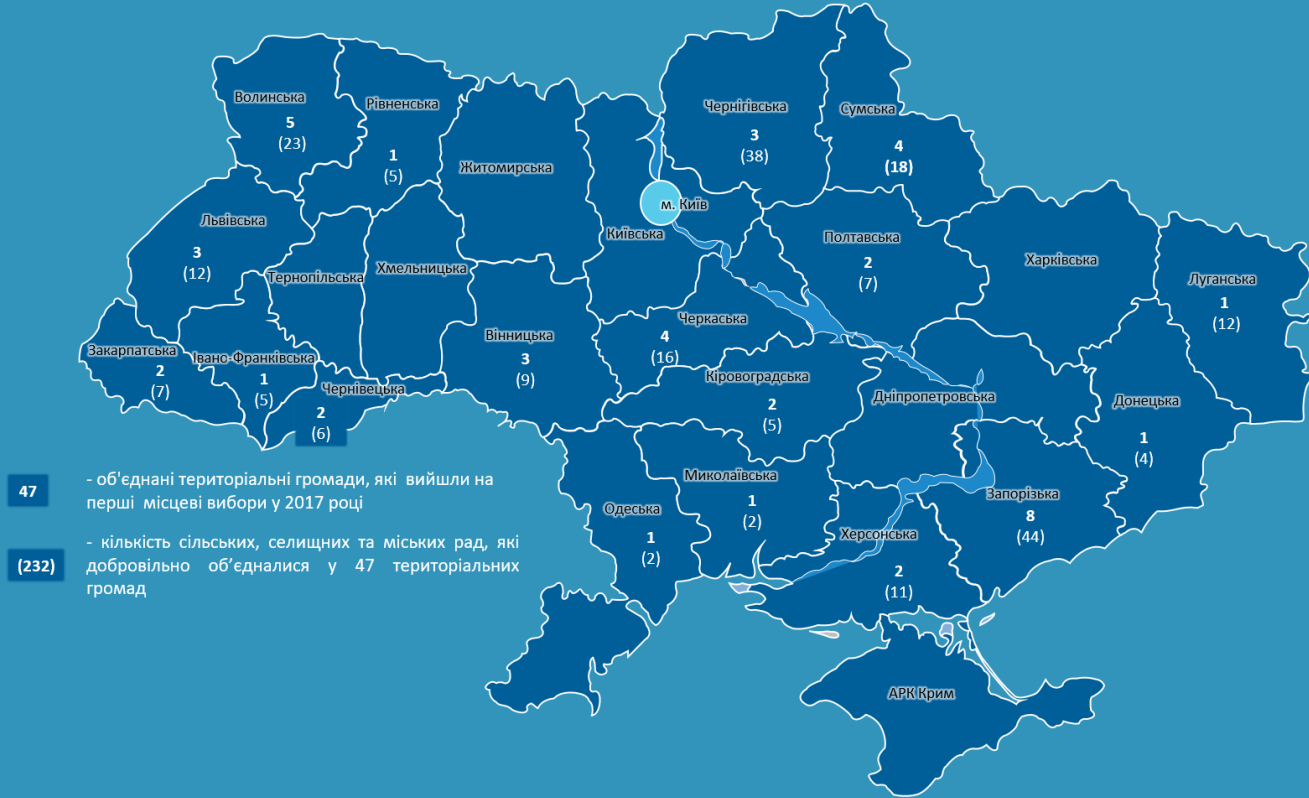 Волинська
5
(23)
Рівненська
1
(5)
Житомирська
Чернігівська
3
(38)
Сумська
4
(18)
м. Київ
Київська
Львівська
3
(12)
Тернопільська
Хмельницька
Полтавська
2
(7)
Харківська
Луганська
1
(12)
Закарпатська
2
(7)
Івано-Франківська
1
(5)
Чернівецька
2
(6)
Вінницька
3
(9)
Черкаська
4
(16)
Кіровоградська
2
(5)
Дніпропетровська
Донецька
1
(4)
Одеська
1
(2)
Миколаївська
1
(2)
Херсонська
2
(11)
Запорізька
8
(44)
АРК Крим
47
- об'єднані територіальні громади, які вийшли на
перші місцеві вибори у 2017 році
(232)
- кількість сільських, селищних та міських рад, які
добровільно об’єдналися у 47 територіальних
громад